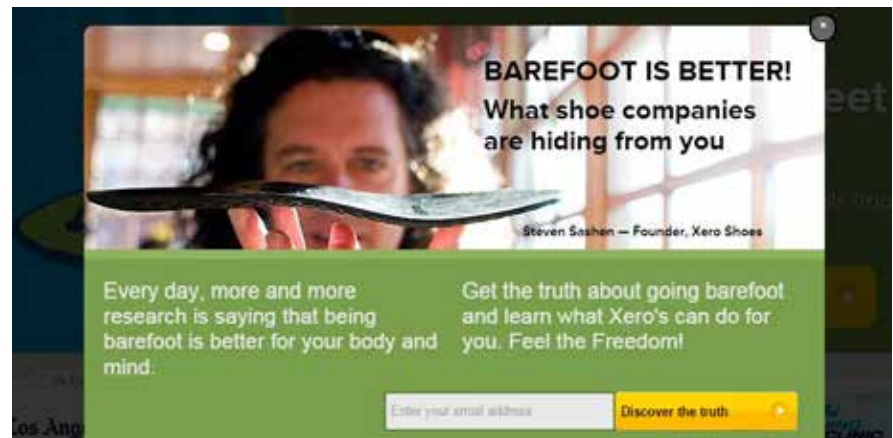 BAREFOOT IS BETTER!
What shoe companies
are hiding from you
Steven Sashen — Founder, Xero Shoes
Every day, more and more
research is saying that being
barefoot is better for your body and
mind.
Get the truth about going barefoot
and learn what Xero's can do for
you. Feel the Freedom!
Enter your email address
Discover the truth
eet
Los Ang